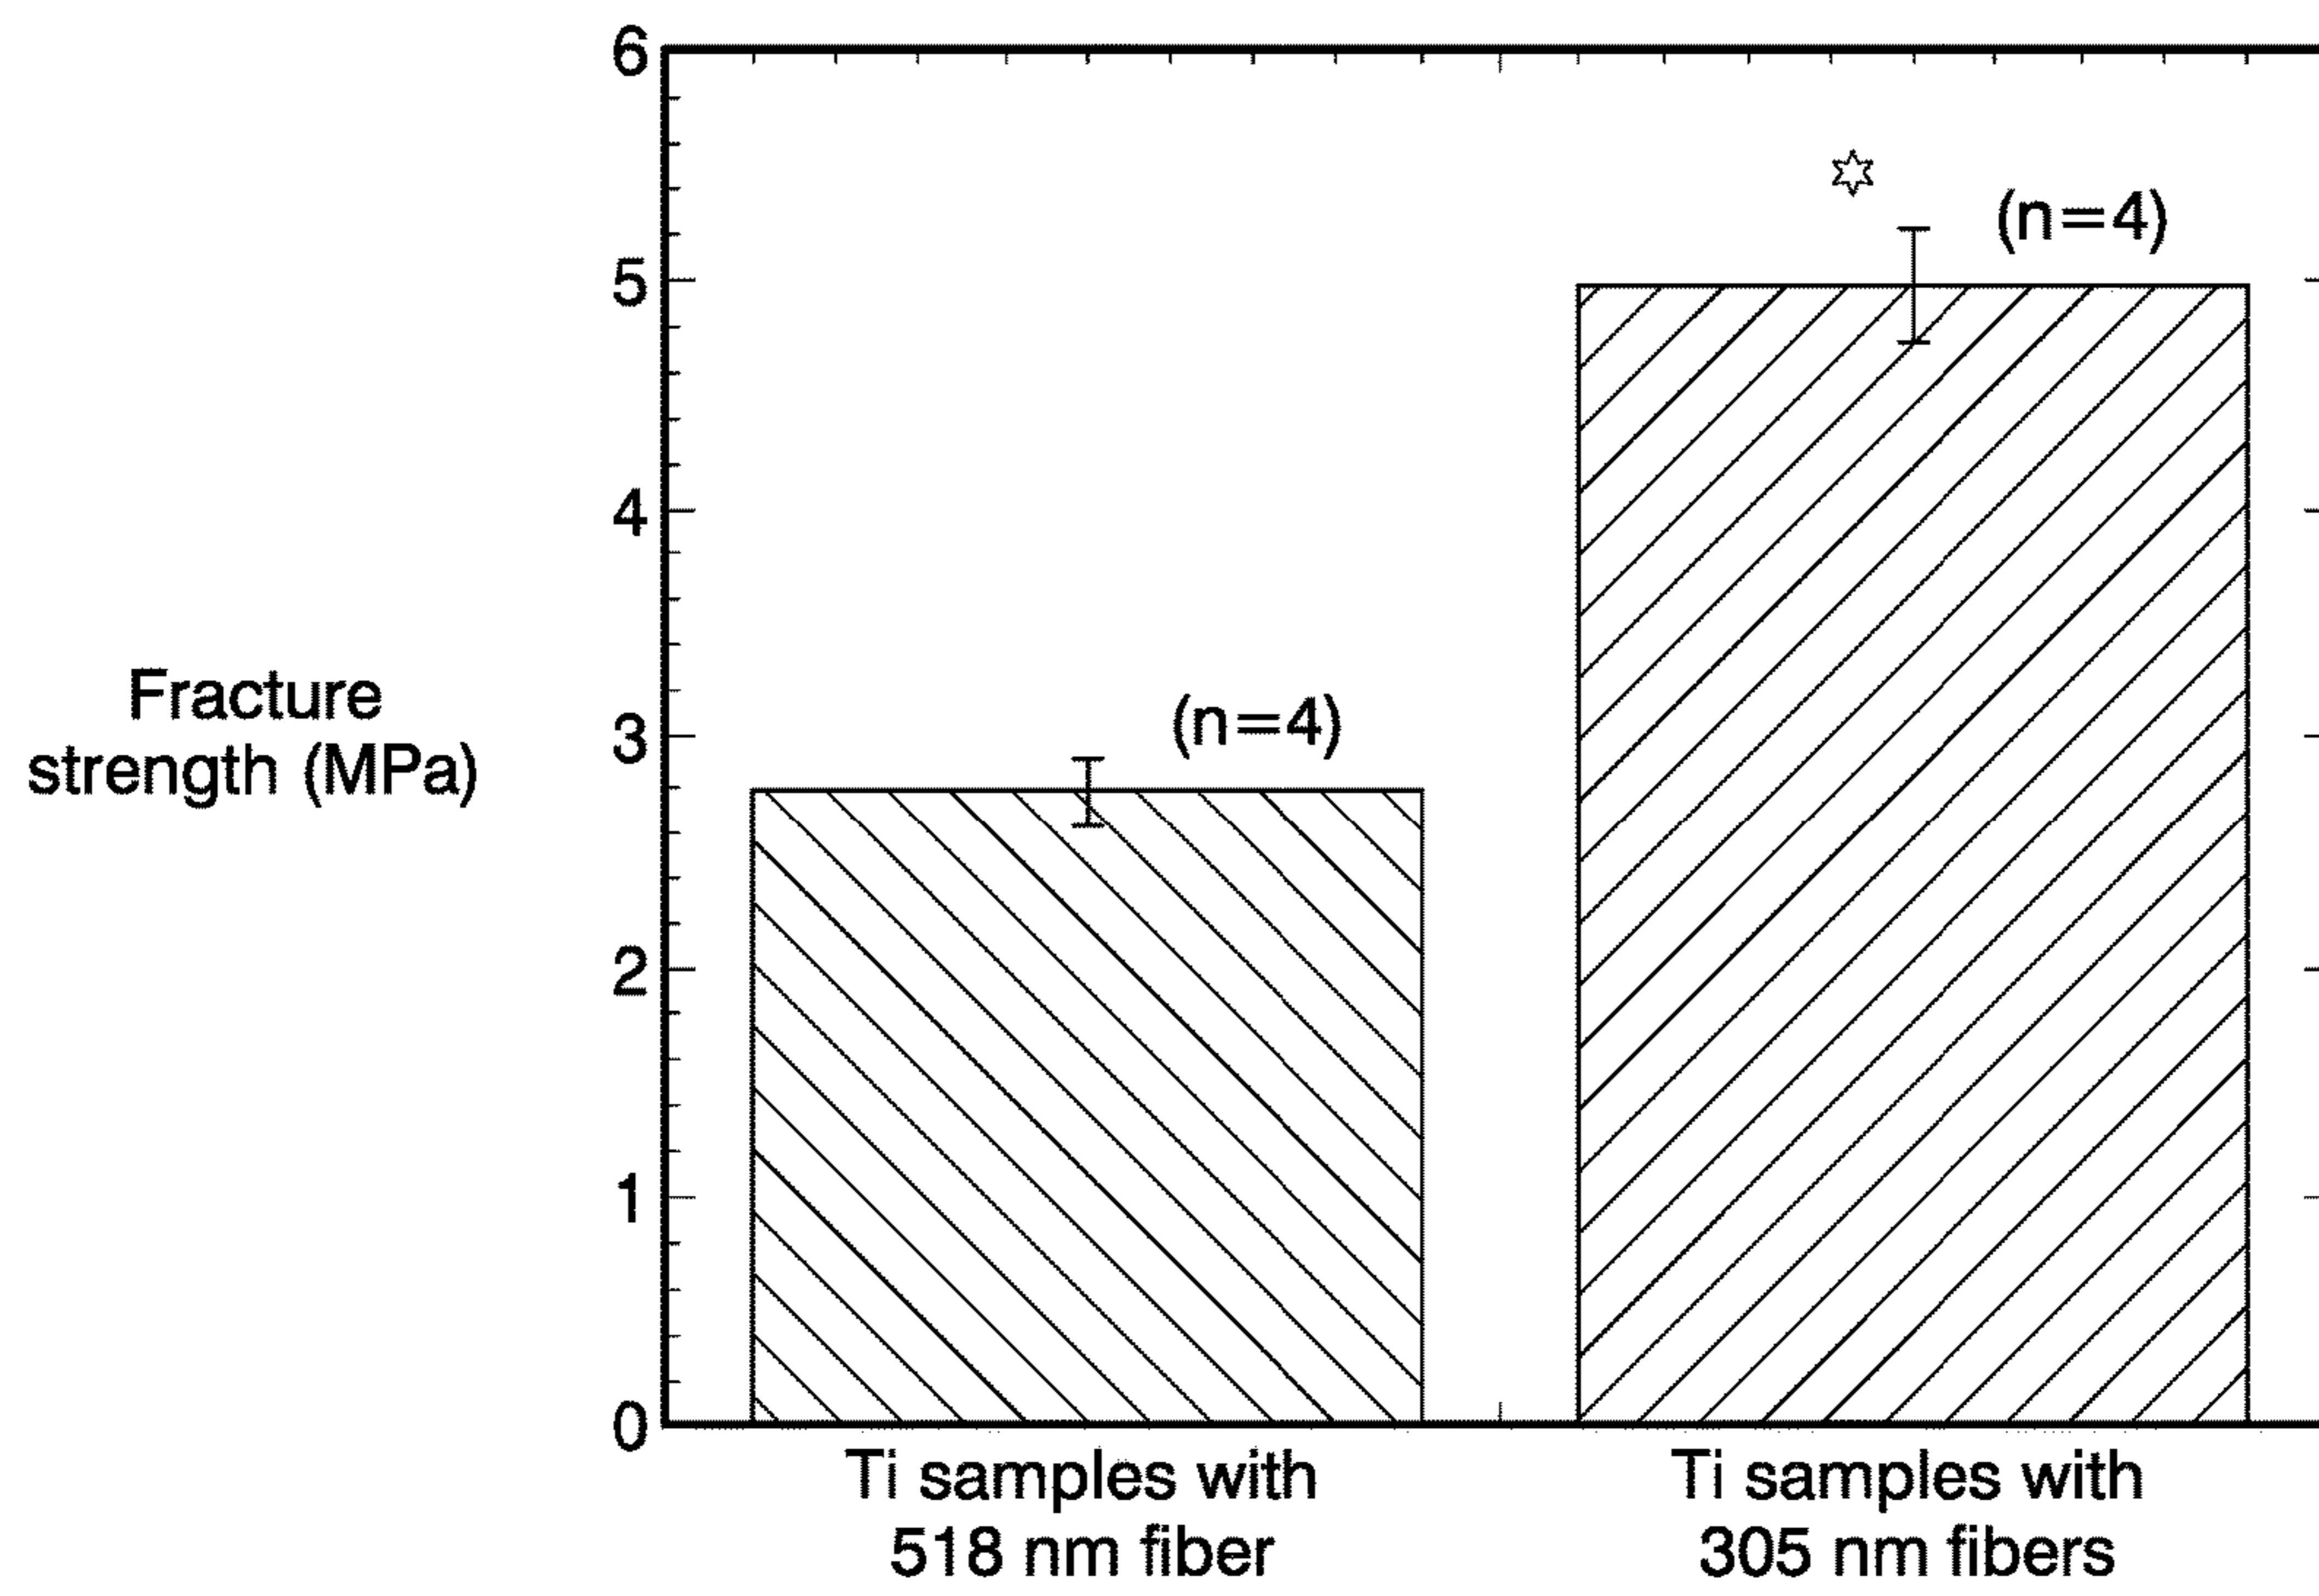 6
5
4
3
2
1
0
Fracture
strength (MPa)
(n=4)
(n=4)
Ti samples with
518 nm fiber
Ti samples with
305 nm fibers